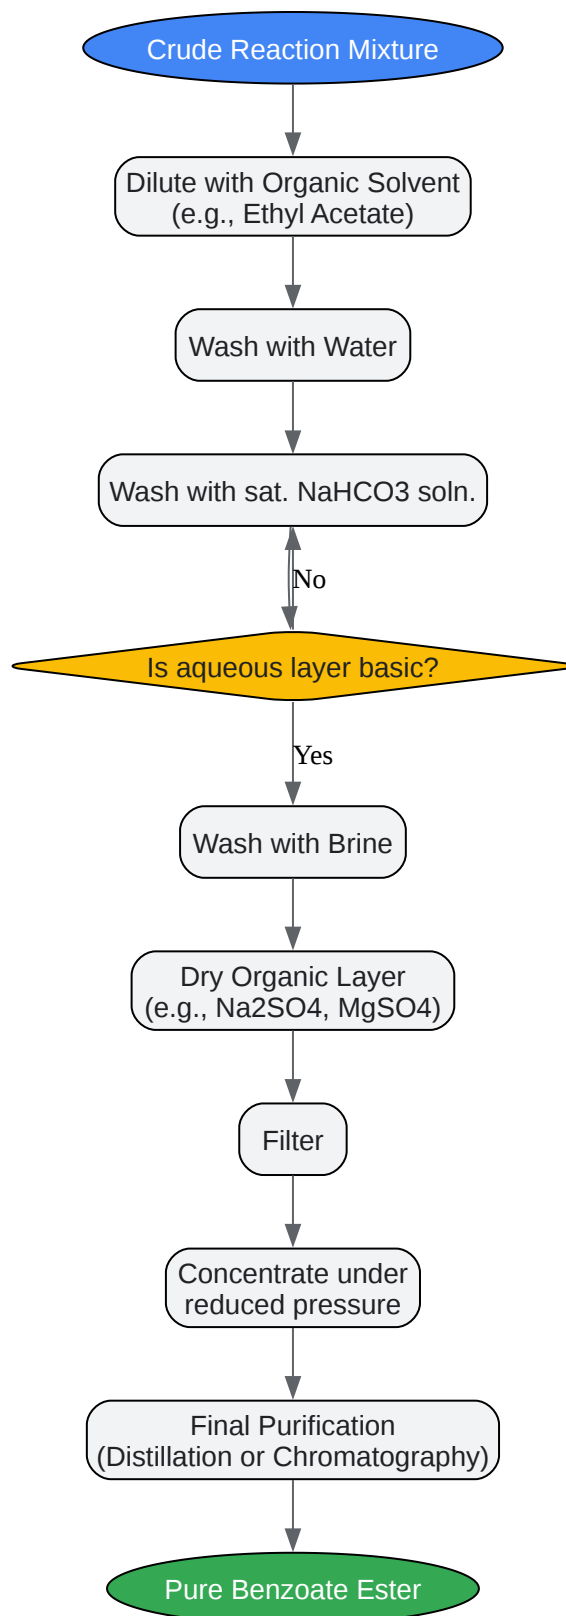 Crude Reaction Mixture
Dilute with Organic Solvent
(e.g., Ethyl Acetate)
Wash with Water
Wash with sat. NaHCO3 soln.
No
Is aqueous layer basic?
Yes
Wash with Brine
Dry Organic Layer
(e.g., Na2SO4, MgSO4)
Filter
Concentrate under
reduced pressure
Final Purification
(Distillation or Chromatography)
Pure Benzoate Ester